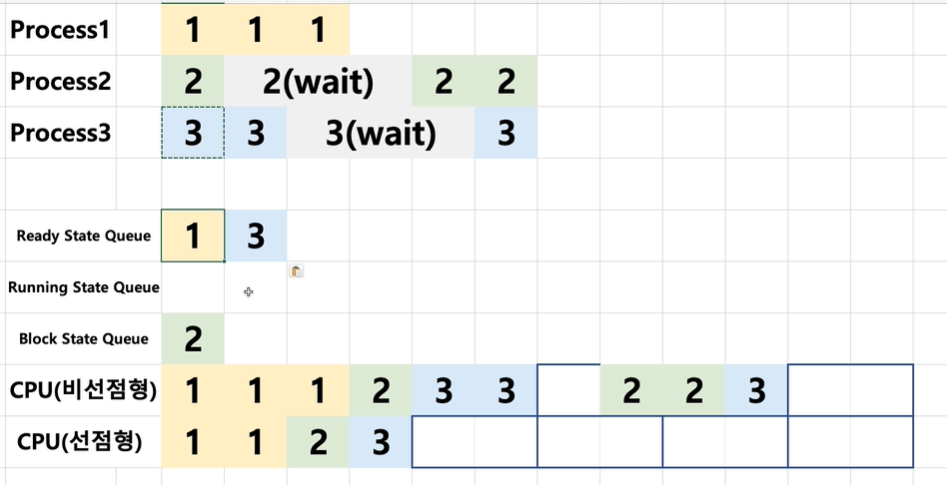 Process1 1 1 1
Process2 2 2(wait) 2 2
Process3 3 3 3(wait) 3
Ready State Queue 1 3
Running State Queue
Block State Queue 2
CPU(비선점형) 1 1 1 2 3 3 2 2 3
CPU(선점형) 1 1 2 3